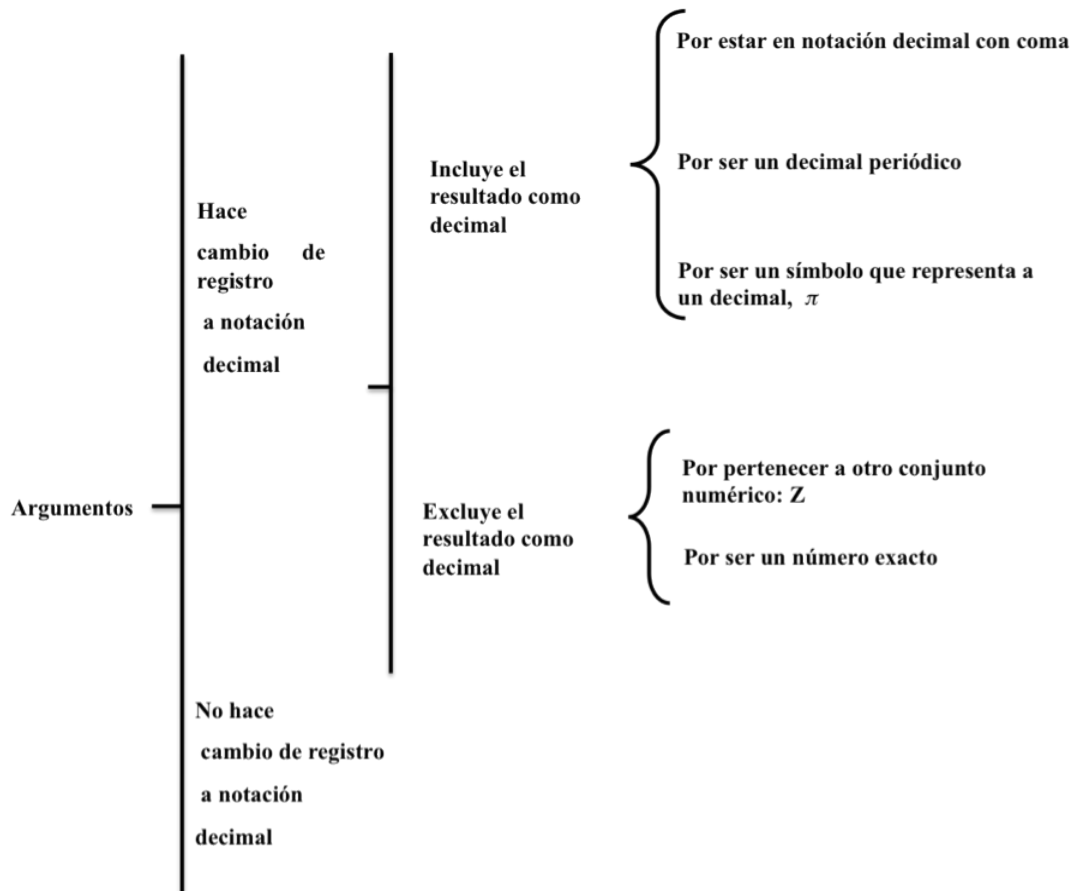 Argumentos
Hace
cambio de
registro
a notación
decimal
Incluye el
resultado como
decimal
Por estar en notación decimal con coma
Por ser un decimal periódico
Por ser un símbolo que representa a
un decimal, π
Excluye el
resultado como
decimal
Por pertenecer a otro conjunto
numérico: Z
Por ser un número exacto
No hace
cambio de registro
a notación
decimal